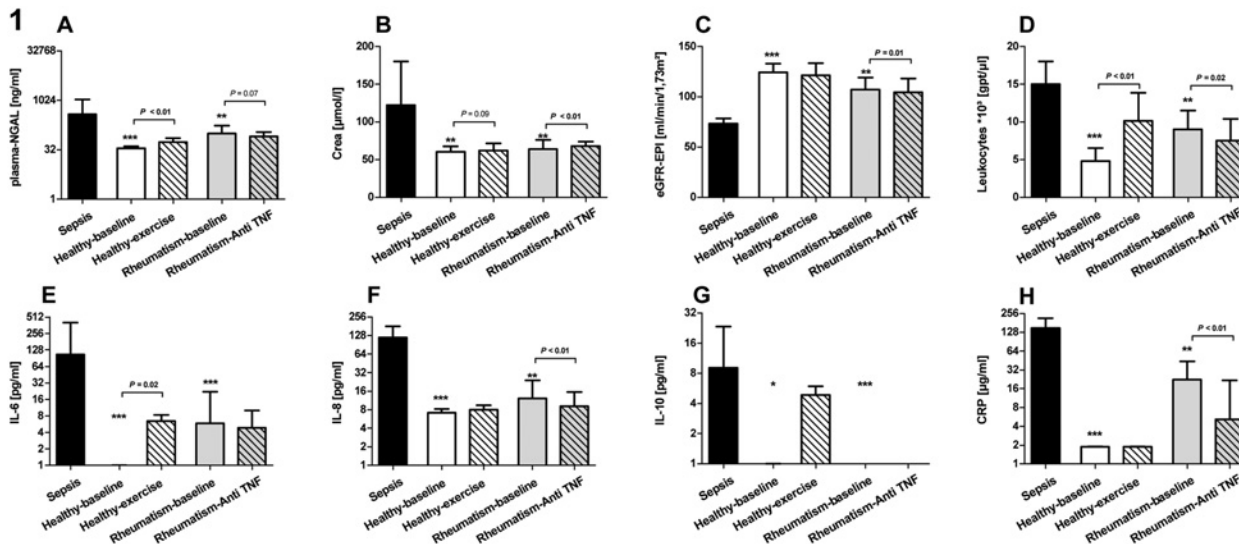 1
A
plasma-NGAL [ng/ml]
32768
1024
32
1
***
P < 0.01
**
P = 0.07
Sepsis
Healthy-baseline
Healthy-exercise
Rheumatism-baseline
Rheumatism-Anti TNF
B
Crea [µmol/l]
200
150
100
50
0
**
P = 0.09
**
P < 0.01
Sepsis
Healthy-baseline
Healthy-exercise
Rheumatism-baseline
Rheumatism-Anti TNF
C
eGFR-EPI [ml/min/1,73m²]
150
100
50
0
***
**
P = 0.01
Sepsis
Healthy-baseline
Healthy-exercise
Rheumatism-baseline
Rheumatism-Anti TNF
D
Leukocytes *10³ [gpt/µl]
20
15
10
5
0
***
P < 0.01
**
P = 0.02
Sepsis
Healthy-baseline
Healthy-exercise
Rheumatism-baseline
Rheumatism-Anti TNF
E
IL-6 [pg/ml]
512
256
128
64
32
16
8
4
2
1
***
P = 0.02
***
Sepsis
Healthy-baseline
Healthy-exercise
Rheumatism-baseline
Rheumatism-Anti TNF
F
IL-8 [pg/ml]
256
128
64
32
16
8
4
2
1
***
**
P < 0.01
Sepsis
Healthy-baseline
Healthy-exercise
Rheumatism-baseline
Rheumatism-Anti TNF
G
IL-10 [pg/ml]
32
16
8
4
2
1
*
***
Sepsis
Healthy-baseline
Healthy-exercise
Rheumatism-baseline
Rheumatism-Anti TNF
H
CRP [µg/ml]
256
128
64
32
16
8
4
2
1
***
**
P < 0.01
Sepsis
Healthy-baseline
Healthy-exercise
Rheumatism-baseline
Rheumatism-Anti TNF